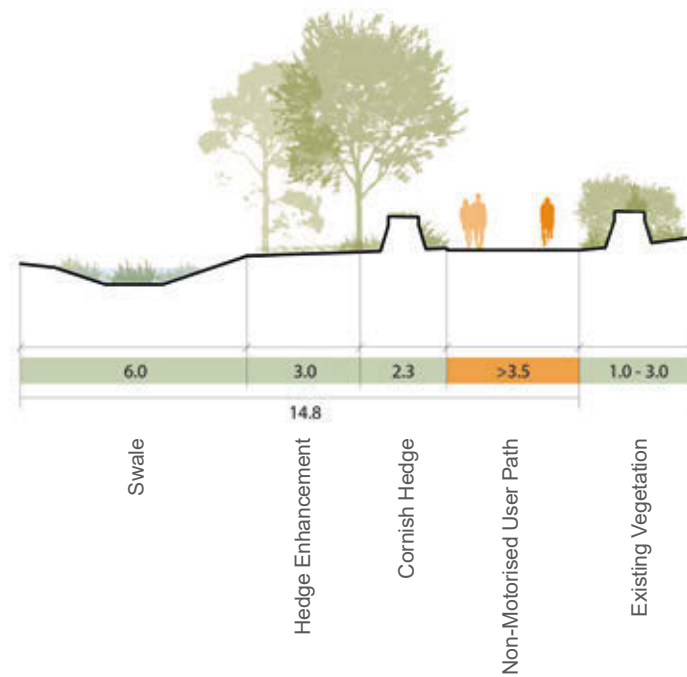 6.0
3.0
2.3
>3.5
1.0 - 3.0
14.8
Swale
Hedge Enhancement
Cornish Hedge
Non-Motorised User Path
Existing Vegetation